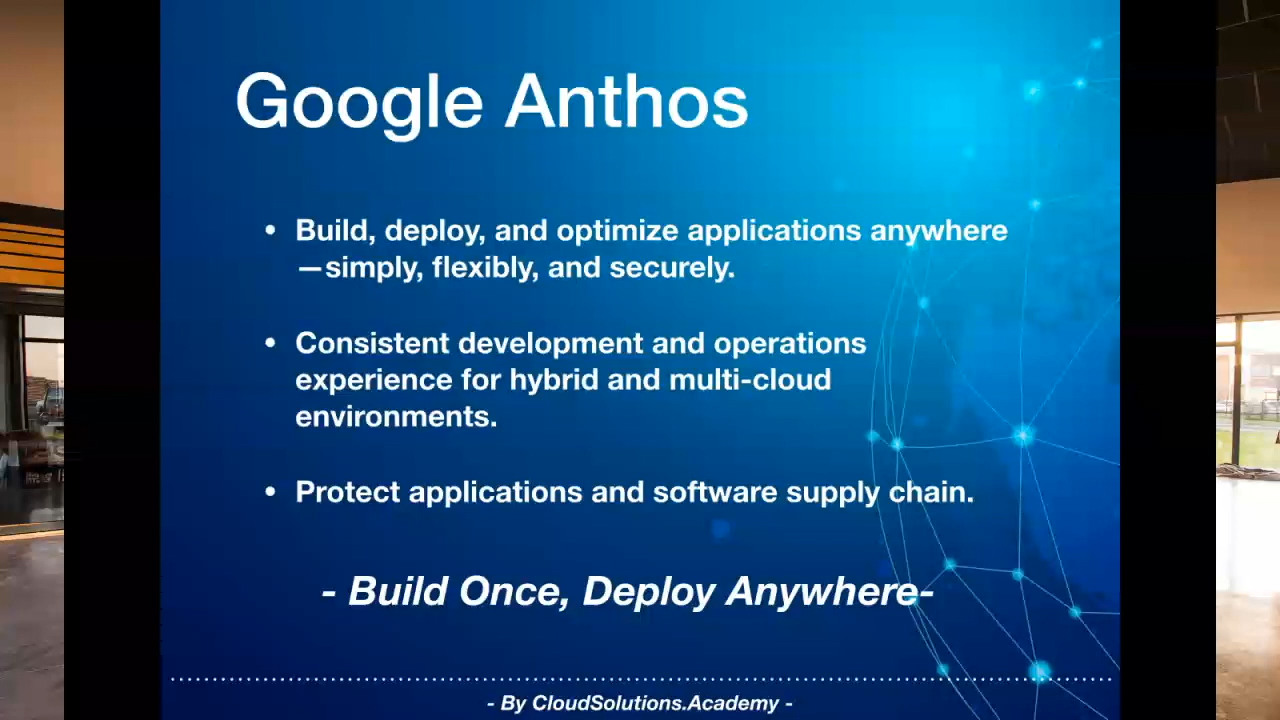 Google Anthos
• Build, deploy, and optimize applications anywhere
—simply, flexibly, and securely.
• Consistent development and operations
experience for hybrid and multi-cloud
environments.
• Protect applications and software supply chain.
- Build Once, Deploy Anywhere-
- By CloudSolutions.Academy -